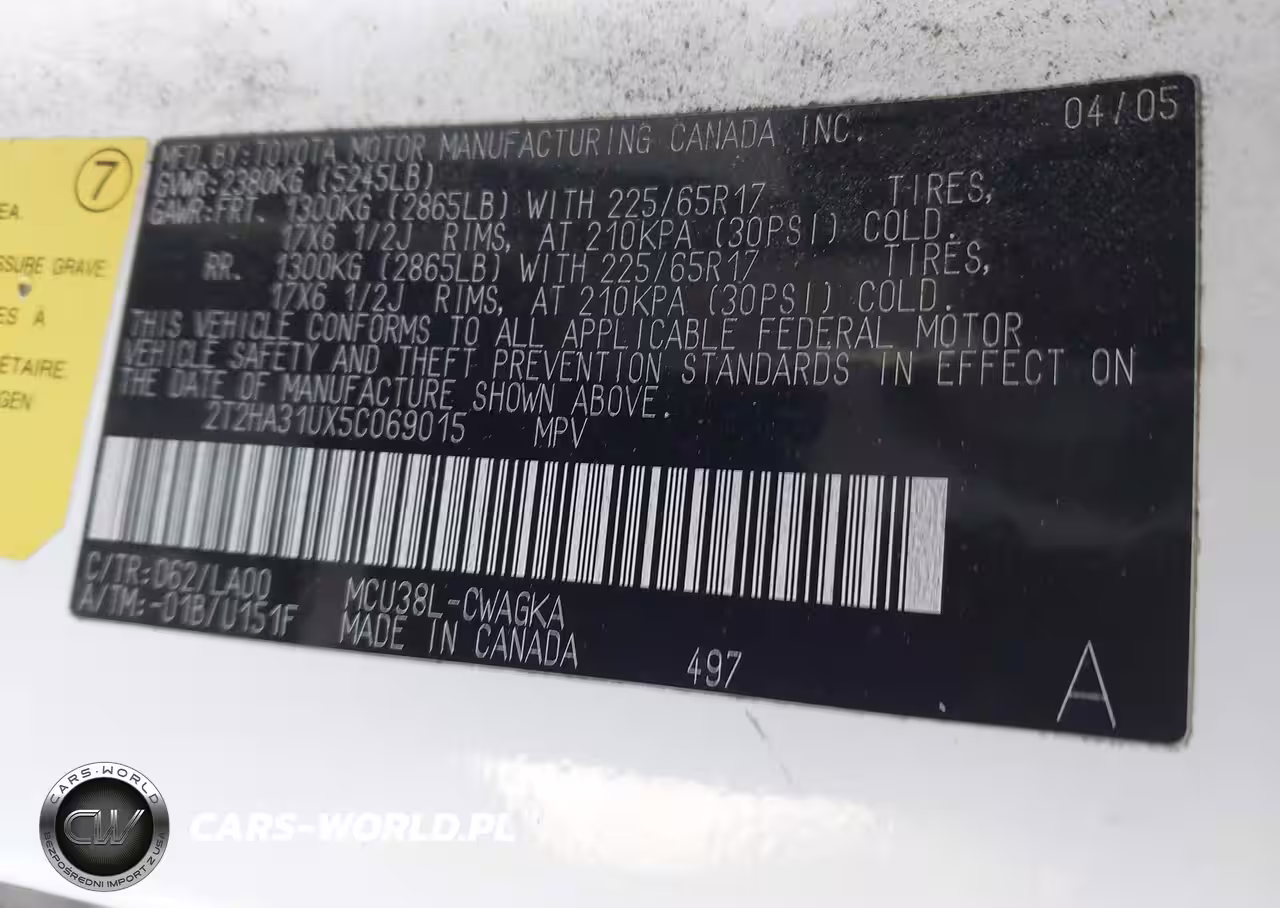 04/05
MFD.BY:TOYOTA MOTOR MANUFACTURING CANADA INC.
GVWR:2380KG (5245LB)
GAWR:FRT. 1300KG (2865LB) WITH 225/65R17 TIRES,
17X6 1/2J RIMS, AT 210KPA (30PSI) COLD.
RR. 1300KG (2865LB) WITH 225/65R17 TIRES,
17X6 1/2J RIMS, AT 210KPA (30PSI) COLD.
THIS VEHICLE CONFORMS TO ALL APPLICABLE FEDERAL MOTOR
VEHICLE SAFETY AND THEFT PREVENTION STANDARDS IN EFFECT ON
THE DATE OF MANUFACTURE SHOWN ABOVE.
2T2HA31UX5C069015 MPV
C/TR:062/LA00 MCU38L-CWAGKA
A/TM:-01B/U151F MADE IN CANADA
497
A
7
EA.
SSURE GRAVE
ES À
ÉTAIRE
GEN
CARS-WORLD
CW
BEZPOŚREDNI IMPORT Z USA
CARS-WORLD.PL